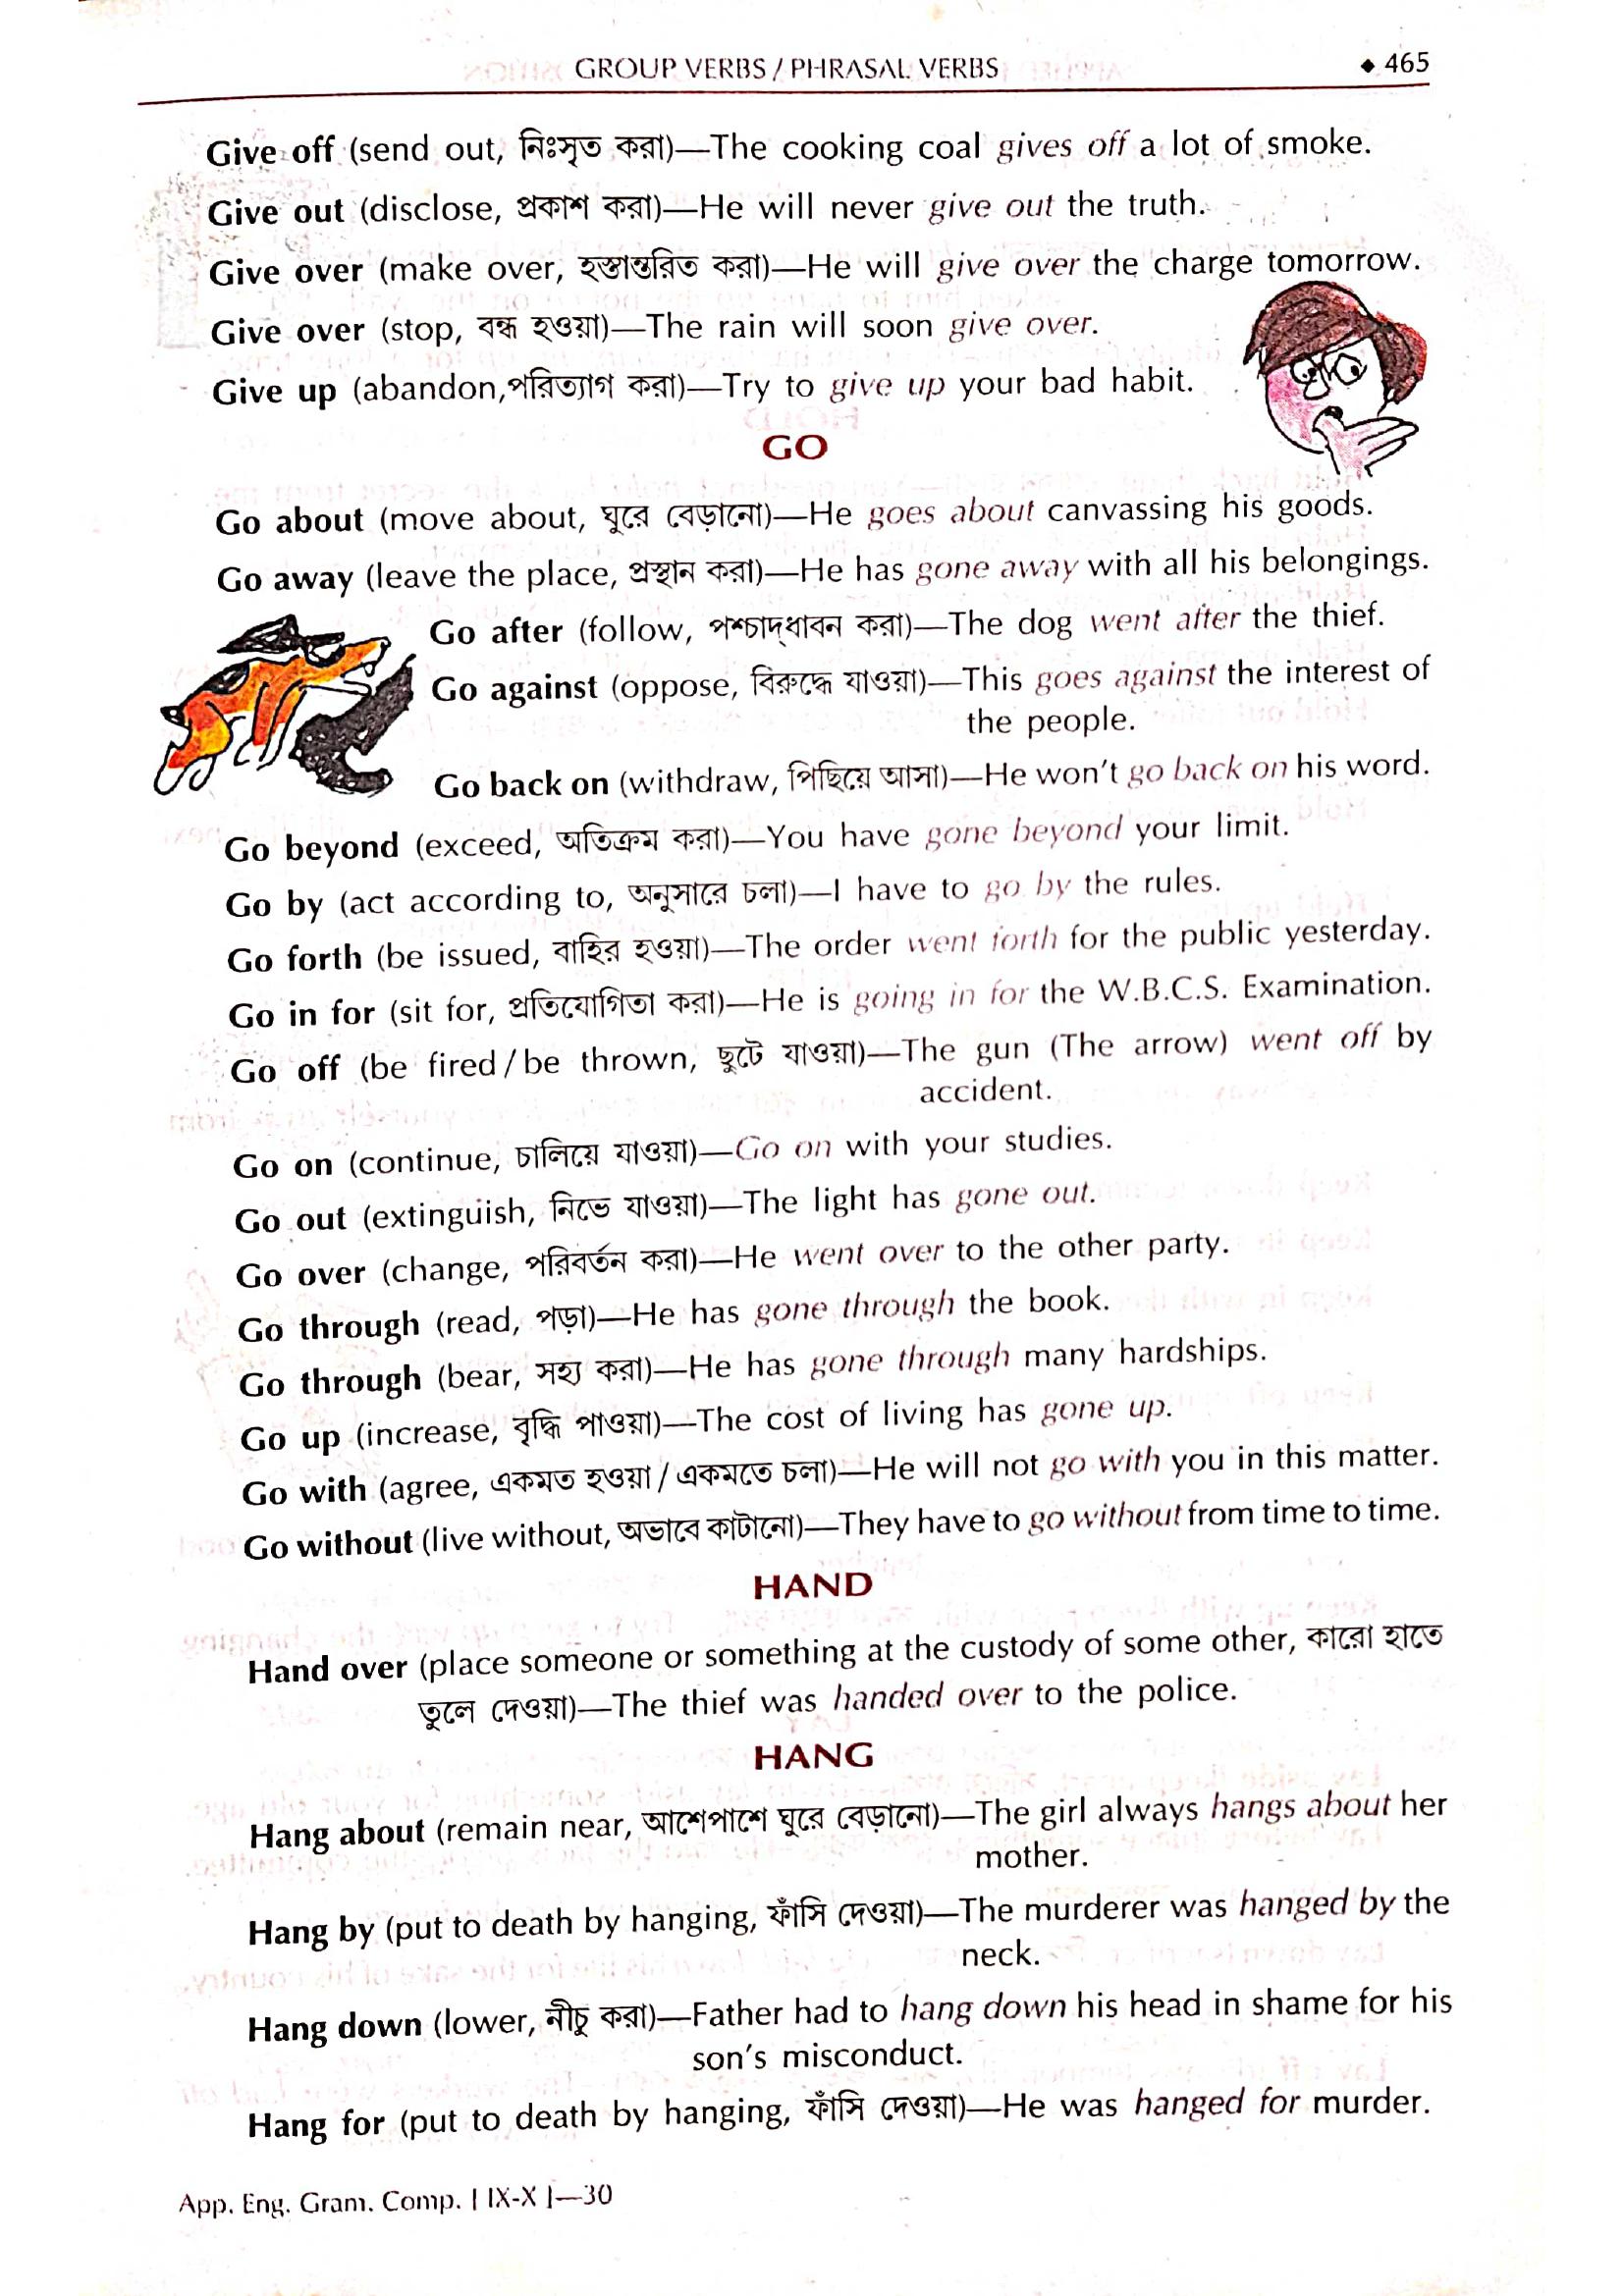 GROUP VERBS / PHRASAL VERBS ◆ 465
Give off (send out, নিঃসৃত করা)—The cooking coal gives off a lot of smoke.
Give out (disclose, প্রকাশ করা)—He will never give out the truth.
Give over (make over, হস্তান্তরিত করা)—He will give over the charge tomorrow.
Give over (stop, বন্ধ হওয়া)—The rain will soon give over.
Give up (abandon,পরিত্যাগ করা)—Try to give up your bad habit.
GO
Go about (move about, ঘুরে বেড়ানো)—He goes about canvassing his goods.
Go away (leave the place, প্রস্থান করা)—He has gone away with all his belongings.
Go after (follow, পশ্চাদ্ধাবন করা)—The dog went after the thief.
Go against (oppose, বিরুদ্ধে যাওয়া)—This goes against the interest of
the people.
Go back on (withdraw, পিছিয়ে আসা)—He won't go back on his word.
Go beyond (exceed, অতিক্রম করা)—You have gone beyond your limit.
Go by (act according to, অনুসারে চলা)—I have to go by the rules.
Go forth (be issued, বাহির হওয়া)—The order went forth for the public yesterday.
Go in for (sit for, প্রতিযোগিতা করা)—He is going in for the W.B.C.S. Examination.
Go off (be fired / be thrown, ছুটে যাওয়া)—The gun (The arrow) went off by
accident.
Go on (continue, চালিয়ে যাওয়া)—Go on with your studies.
Go out (extinguish, নিভে যাওয়া)—The light has gone out.
Go over (change, পরিবর্তন করা)—He went over to the other party.
Go through (read, পড়া)—He has gone through the book.
Go through (bear, সহ্য করা)—He has gone through many hardships.
Go up (increase, বৃদ্ধি পাওয়া)—The cost of living has gone up.
Go with (agree, একমত হওয়া / একমতে চলা)—He will not go with you in this matter.
Go without (live without, অভাবে কাটানো)—They have to go without from time to time.
HAND
Hand over (place someone or something at the custody of some other, কারো হাতে
তুলে দেওয়া)—The thief was handed over to the police.
HANG
Hang about (remain near, আশেপাশে ঘুরে বেড়ানো)—The girl always hangs about her
mother.
Hang by (put to death by hanging, ফাঁসি দেওয়া)—The murderer was hanged by the
neck.
Hang down (lower, নীচু করা)—Father had to hang down his head in shame for his
son's misconduct.
Hang for (put to death by hanging, ফাঁসি দেওয়া)—He was hanged for murder.
App. Eng. Gram. Comp. | IX-X |—30